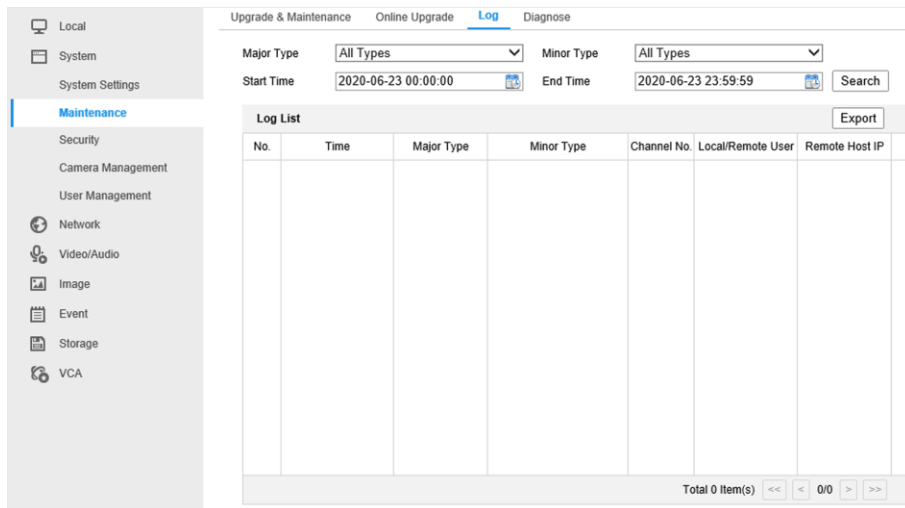 Local
System
System Settings
Maintenance
Security
Camera Management
User Management
Network
Video/Audio
Image
Event
Storage
VCA
Upgrade & Maintenance Online Upgrade Log Diagnose
Major Type All Types Minor Type All Types
Start Time 2020-06-23 00:00:00 End Time 2020-06-23 23:59:59 Search
Log List Export
No. Time Major Type Minor Type Channel No. Local/Remote User Remote Host IP
Total 0 Item(s) << < 0/0 > >>